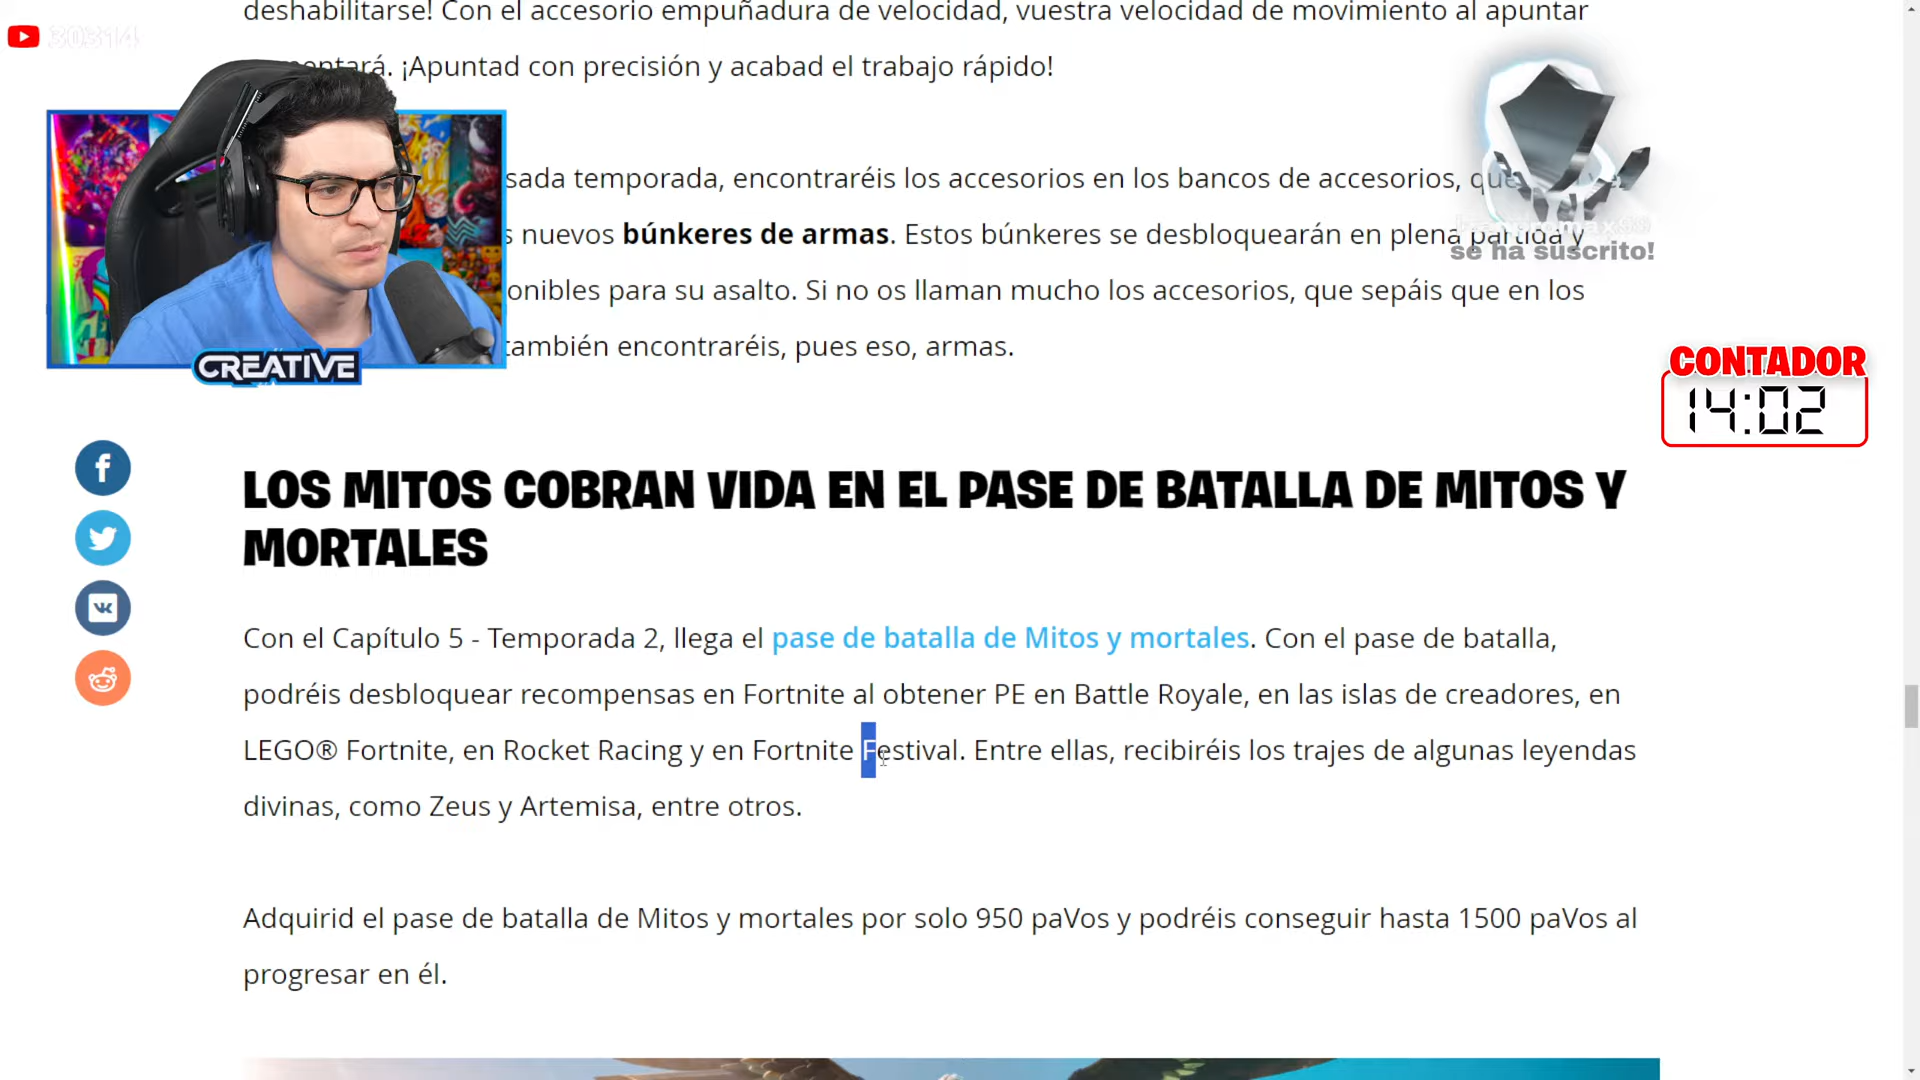 deshabilitarse! Con el accesorio empuñadura de velocidad, vuestra velocidad de movimiento al apuntar
30314
¡Apuntad con precisión y acabad el trabajo rápido!
sada temporada, encontraréis los accesorios en los bancos de accesorios,
nuevos búnkeres de armas. Estos búnkeres se desbloquearán en plena partida y
se ha suscrito!
onibles para su asalto. Si no os llaman mucho los accesorios, que sepáis que en los
también encontraréis, pues eso, armas.
CREATIVE
CONTADOR
14:02
LOS MITOS COBRAN VIDA EN EL PASE DE BATALLA DE MITOS Y
MORTALES
Con el Capítulo 5 - Temporada 2, llega el pase de batalla de Mitos y mortales. Con el pase de batalla,
podréis desbloquear recompensas en Fortnite al obtener PE en Battle Royale, en las islas de creadores, en
LEGO® Fortnite, en Rocket Racing y en Fortnite Festival. Entre ellas, recibiréis los trajes de algunas leyendas
divinas, como Zeus y Artemisa, entre otros.
Adquirid el pase de batalla de Mitos y mortales por solo 950 paVos y podréis conseguir hasta 1500 paVos al
progresar en él.